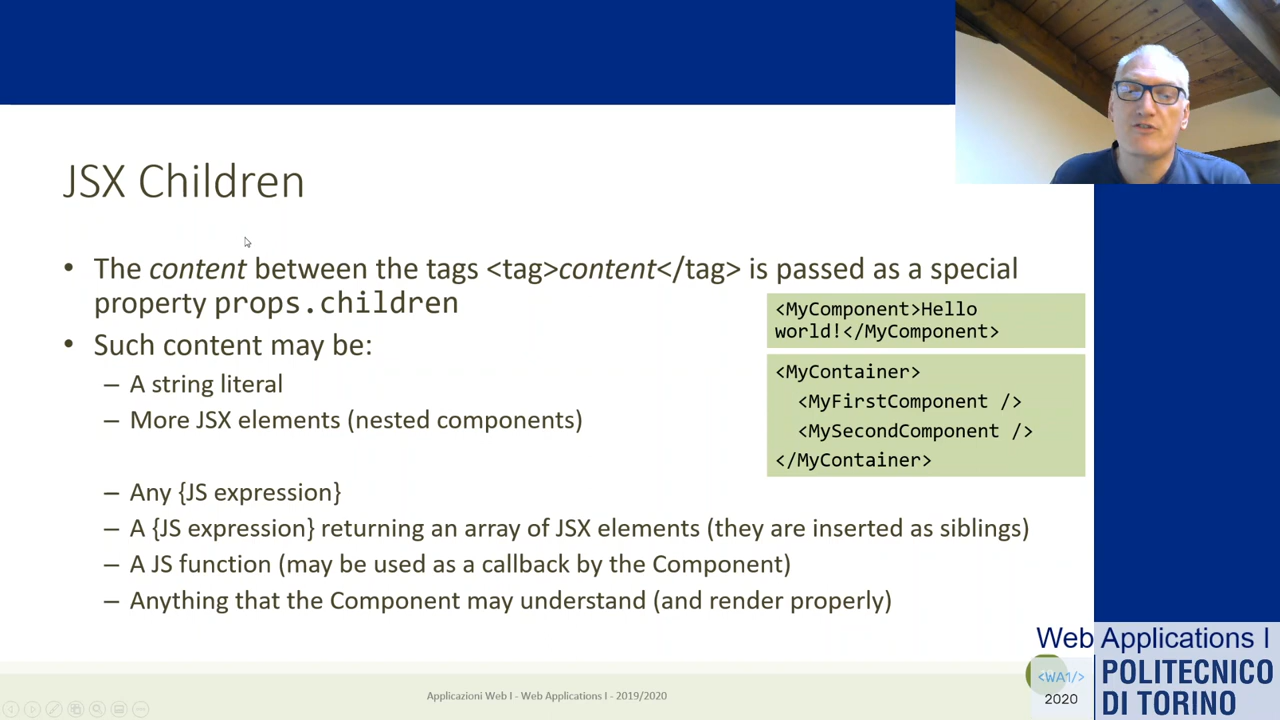 JSX Children
• The content between the tags <tag>content</tag> is passed as a special
property props.children
• Such content may be:
– A string literal
– More JSX elements (nested components)
– Any {JS expression}
– A {JS expression} returning an array of JSX elements (they are inserted as siblings)
– A JS function (may be used as a callback by the Component)
– Anything that the Component may understand (and render properly)
<MyComponent>Hello
world!</MyComponent>
<MyContainer>
<MyFirstComponent />
<MySecondComponent />
</MyContainer>
Applicazioni Web I - Web Applications I - 2019/2020
Web Applications I
<WA1/>
2020
POLITECNICO
DI TORINO